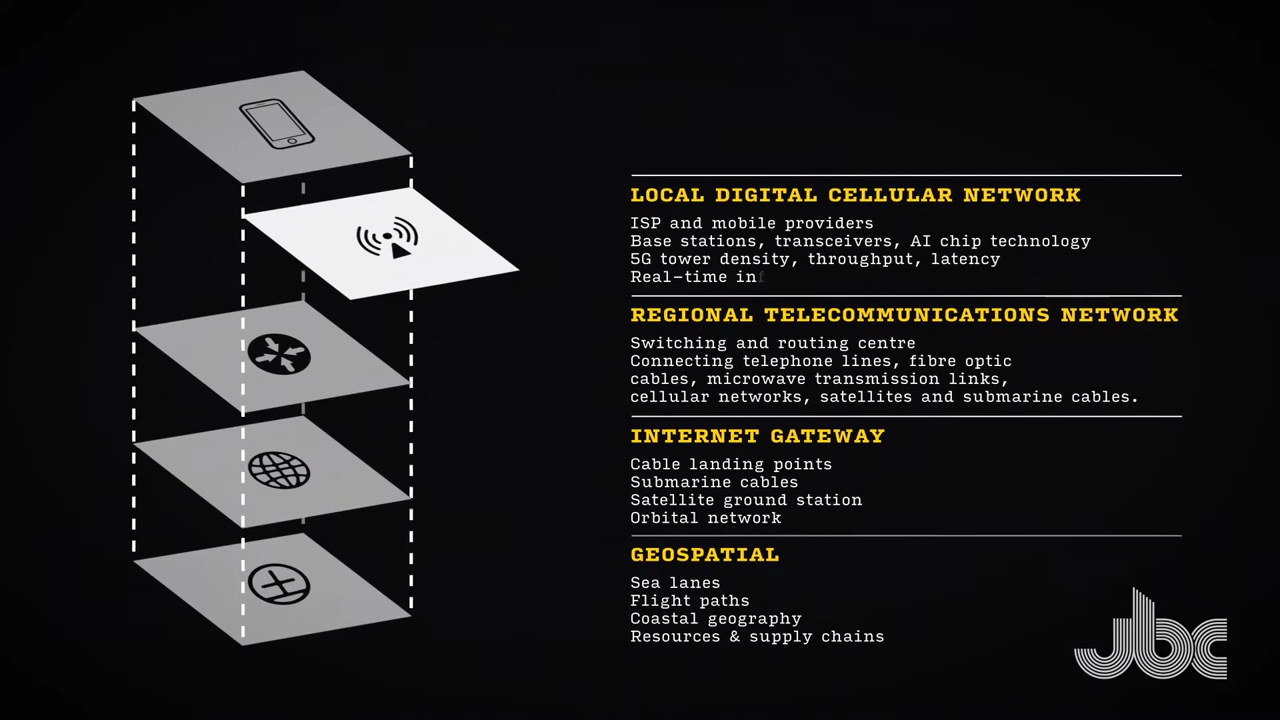 LOCAL DIGITAL CELLULAR NETWORK
ISP and mobile providers
Base stations, transceivers, AI chip technology
5G tower density, throughput, latency
Real-time inf
REGIONAL TELECOMMUNICATIONS NETWORK
Switching and routing centre
Connecting telephone lines, fibre optic
cables, microwave transmission links,
cellular networks, satellites and submarine cables.
INTERNET GATEWAY
Cable landing points
Submarine cables
Satellite ground station
Orbital network
GEOSPATIAL
Sea lanes
Flight paths
Coastal geography
Resources & supply chains
jbc